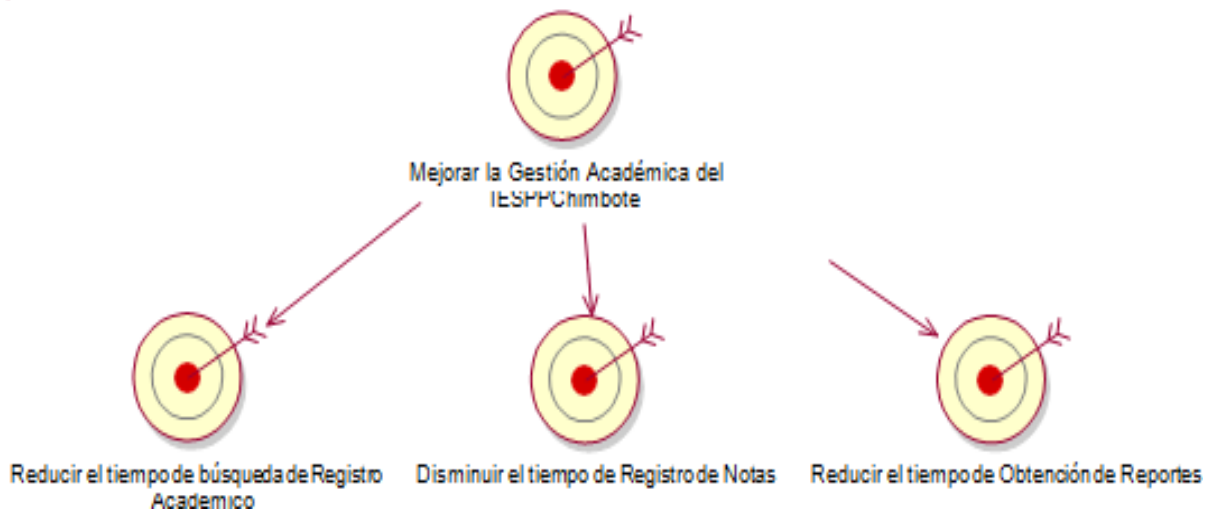 Mejorar la Gestión Académica del
IESPPChimbote
Reducir el tiempo de búsqueda de Registro
Academico
Disminuir el tiempo de Registro de Notas
Reducir el tiempo de Obtención de Reportes